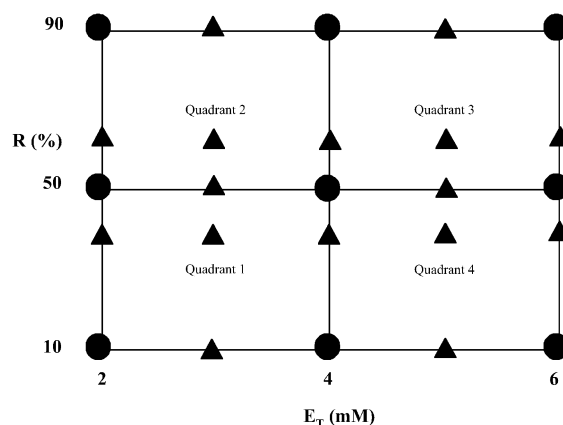 90
Quadrant 2 Quadrant 3
R (%)
50
Quadrant 1 Quadrant 4
10
2 4 6
E_T (mM)